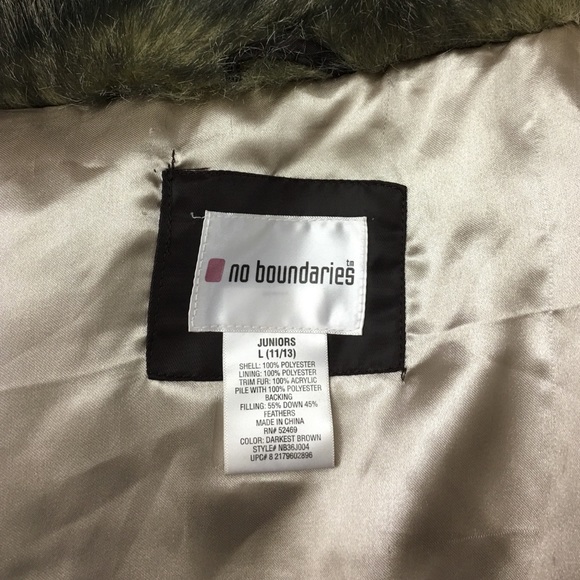 no boundaries tm
JUNIORS
L (11/13)
SHELL: 100% POLYESTER
LINING: 100% POLYESTER
TRIM FUR: 100% ACRYLIC
PILE WITH 100% POLYESTER
BACKING
FILLING: 55% DOWN 45%
FEATHERS
MADE IN CHINA
RN# 52469
COLOR: DARKEST BROWN
STYLE# NB36J004
UPC# 8 2179602896